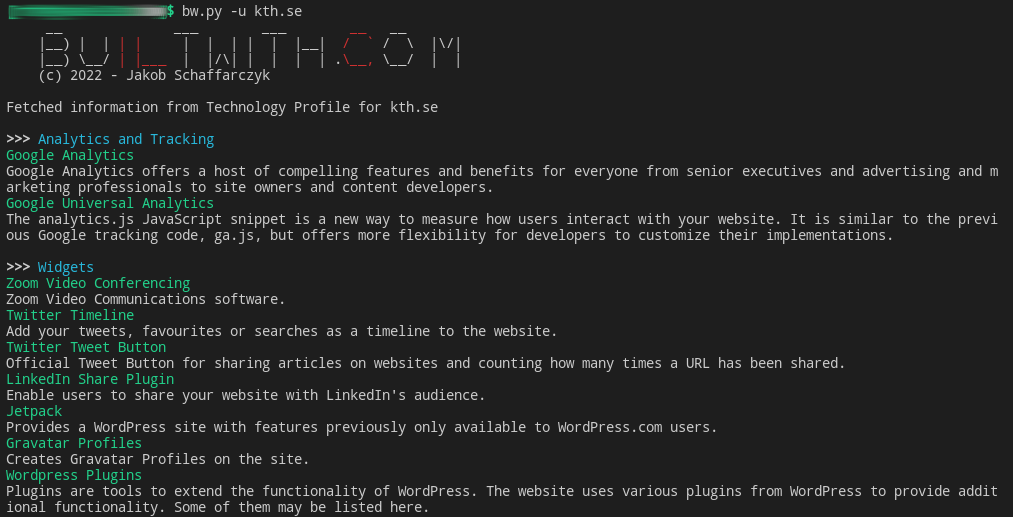 $ bw.py -u kth.se
BUILTWITH.COM
(c) 2022 - Jakob Schaffarczyk
Fetched information from Technology Profile for kth.se
>>> Analytics and Tracking
Google Analytics
Google Analytics offers a host of compelling features and benefits for everyone from senior executives and advertising and m
arketing professionals to site owners and content developers.
Google Universal Analytics
The analytics.js JavaScript snippet is a new way to measure how users interact with your website. It is similar to the previ
ous Google tracking code, ga.js, but offers more flexibility for developers to customize their implementations.
>>> Widgets
Zoom Video Conferencing
Zoom Video Communications software.
Twitter Timeline
Add your tweets, favourites or searches as a timeline to the website.
Twitter Tweet Button
Official Tweet Button for sharing articles on websites and counting how many times a URL has been shared.
LinkedIn Share Plugin
Enable users to share your website with LinkedIn's audience.
Jetpack
Provides a WordPress site with features previously only available to WordPress.com users.
Gravatar Profiles
Creates Gravatar Profiles on the site.
Wordpress Plugins
Plugins are tools to extend the functionality of WordPress. The website uses various plugins from WordPress to provide addit
ional functionality. Some of them may be listed here.